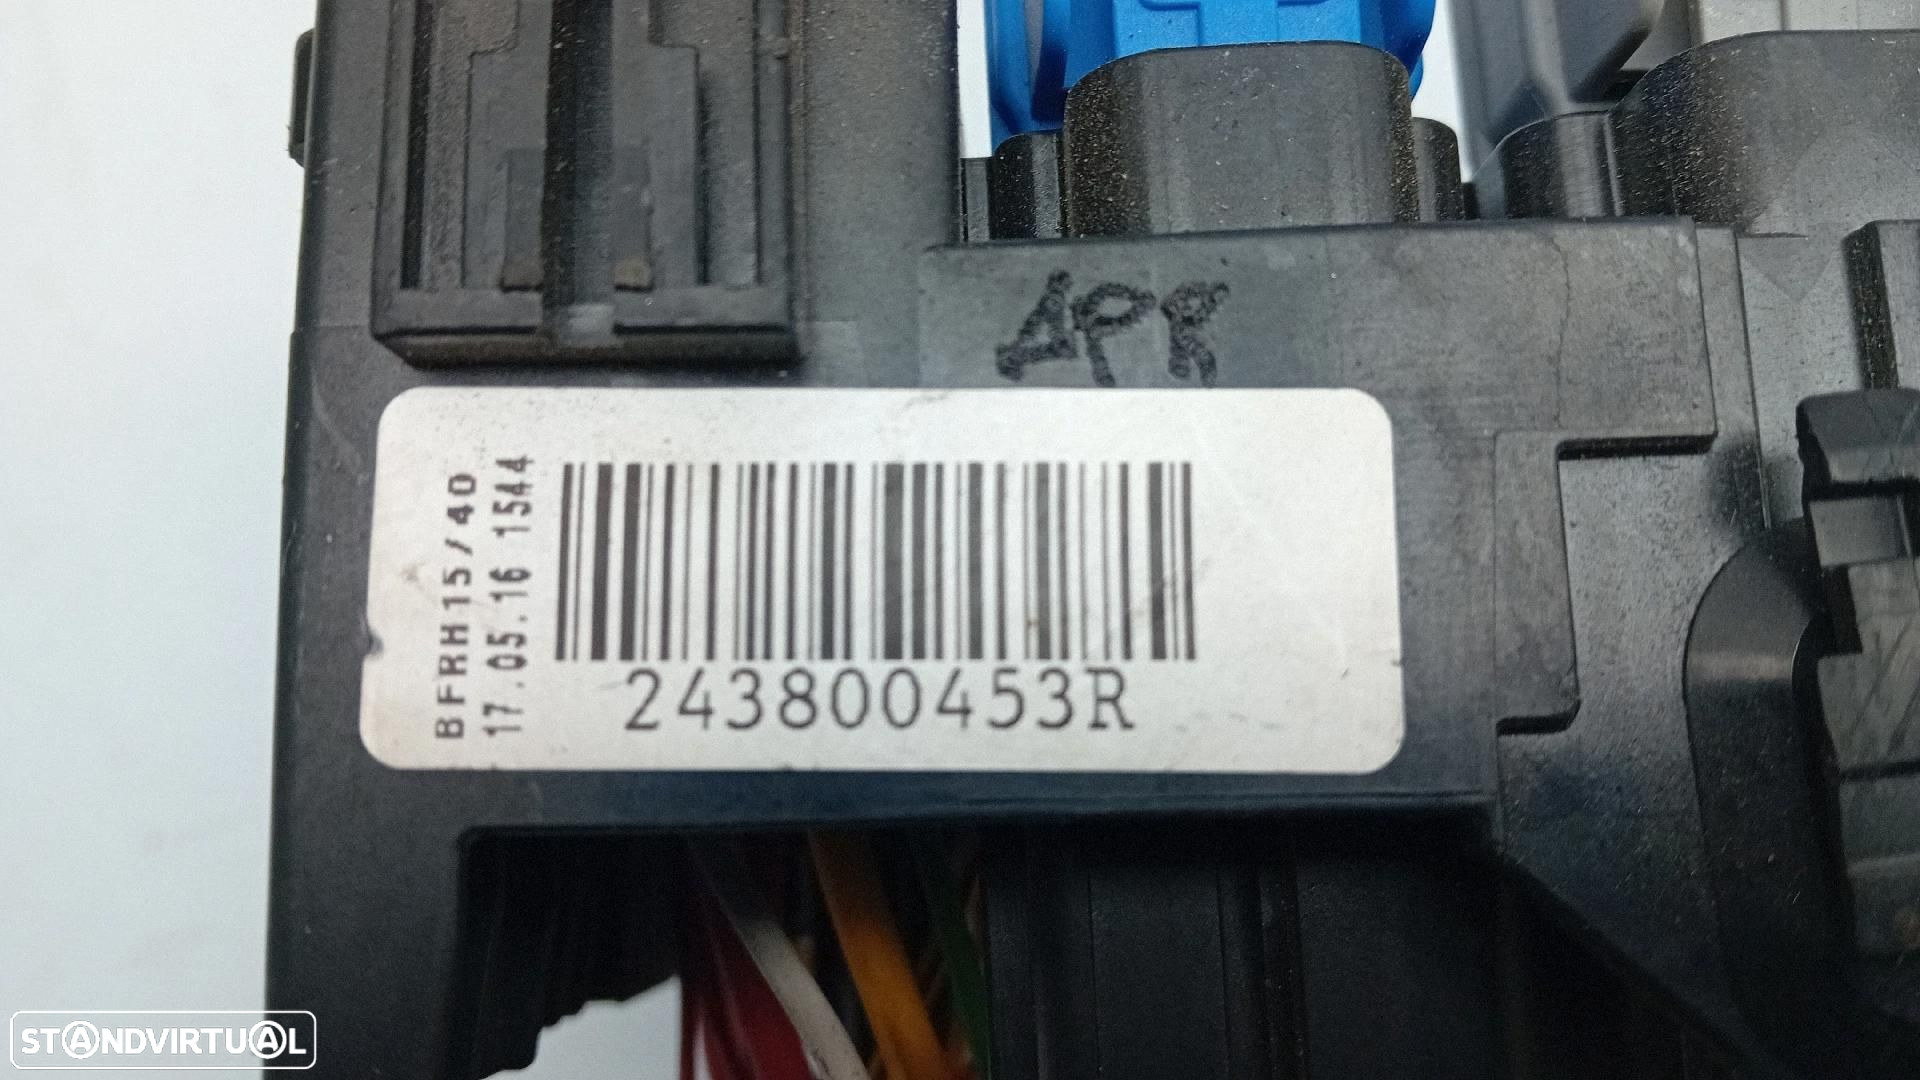 APR
BFRH15/40
17.05.16 1544
243800453R
STANDVIRTUAL